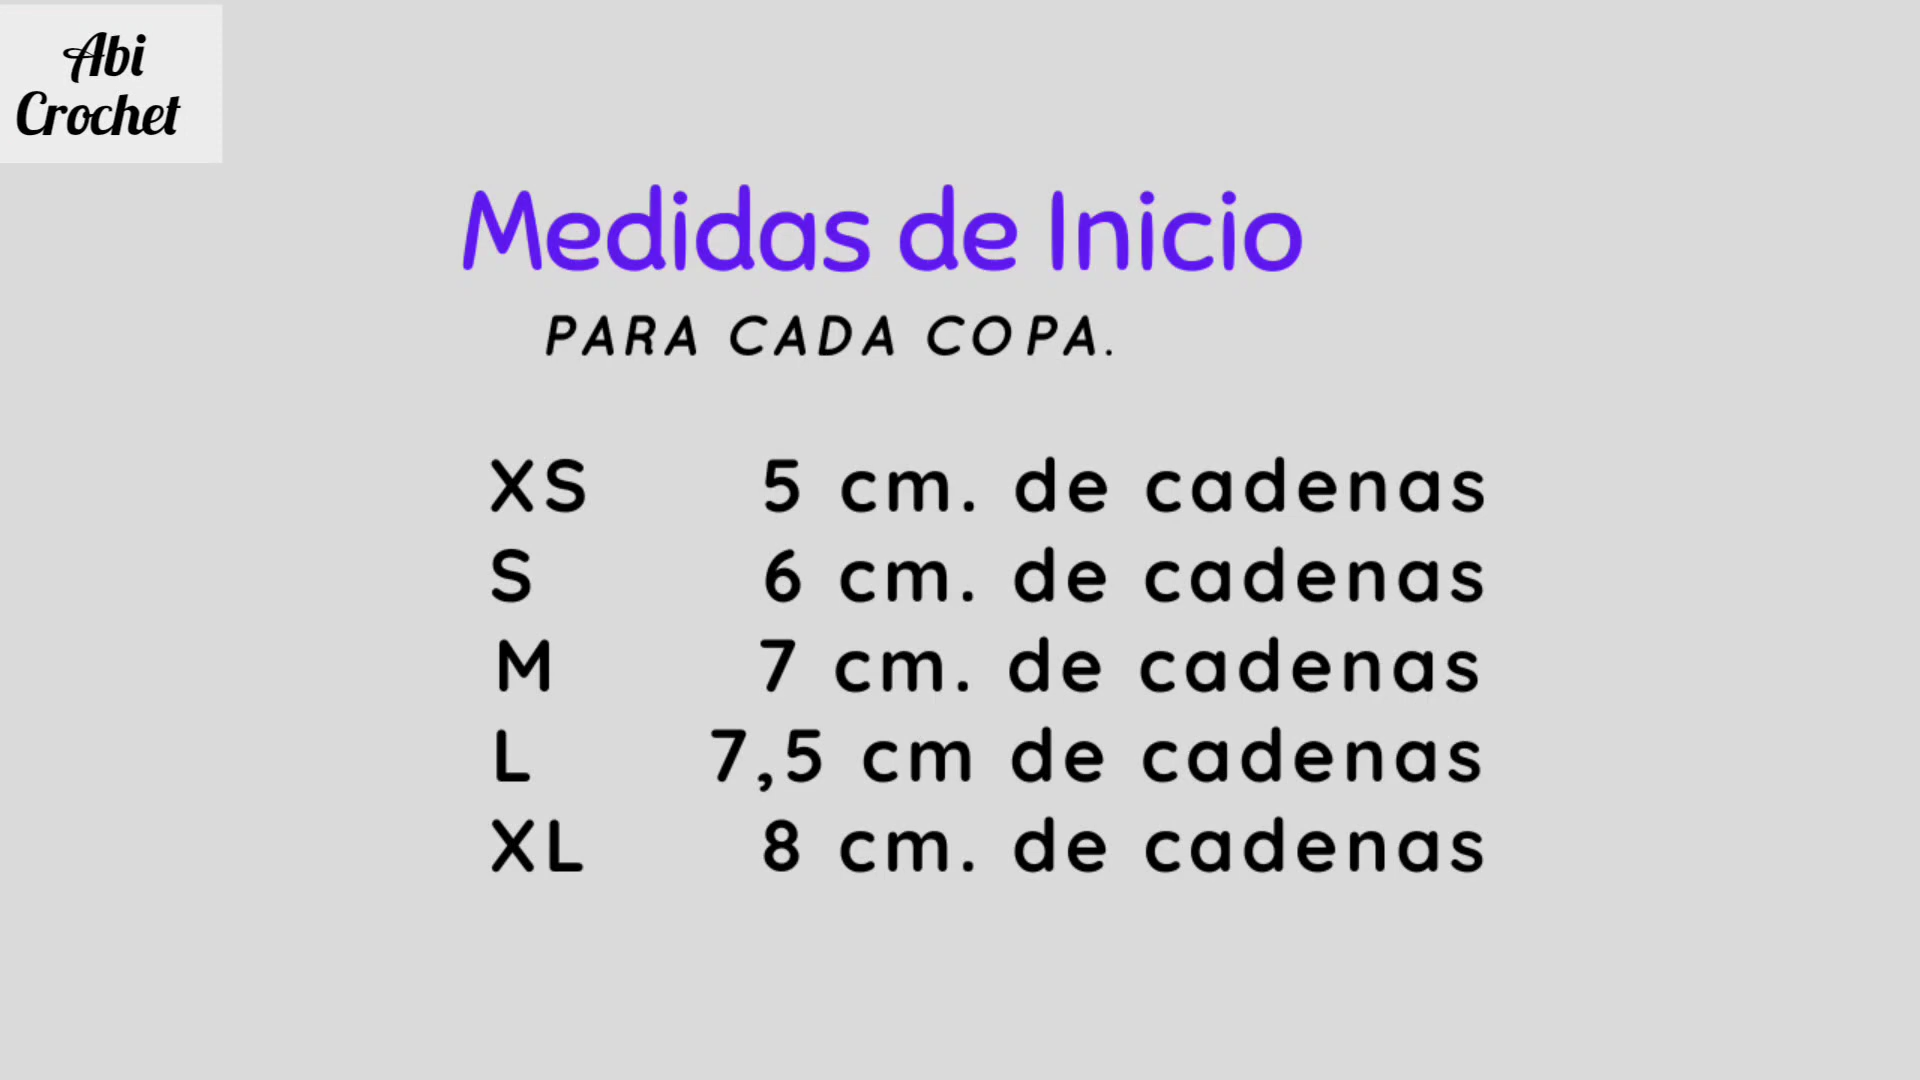 Abi
Crochet
Medidas de Inicio
PARA CADA COPA.
XS 5 cm. de cadenas
S 6 cm. de cadenas
M 7 cm. de cadenas
L 7,5 cm de cadenas
XL 8 cm. de cadenas